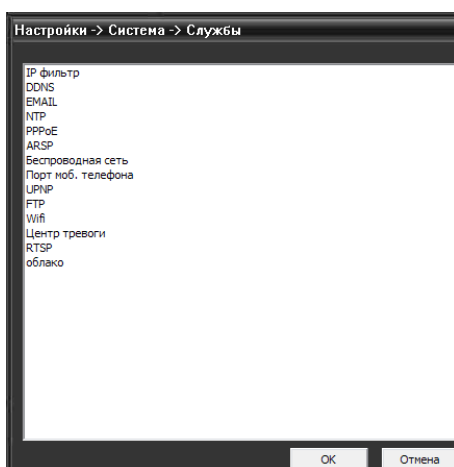 Настройки -> Система -> Службы
IP фильтр
DDNS
EMAIL
NTP
PPPoE
ARSP
Беспроводная сеть
Порт моб. телефона
UPNP
FTP
Wifi
Центр тревоги
RTSP
облако
OK
Отмена